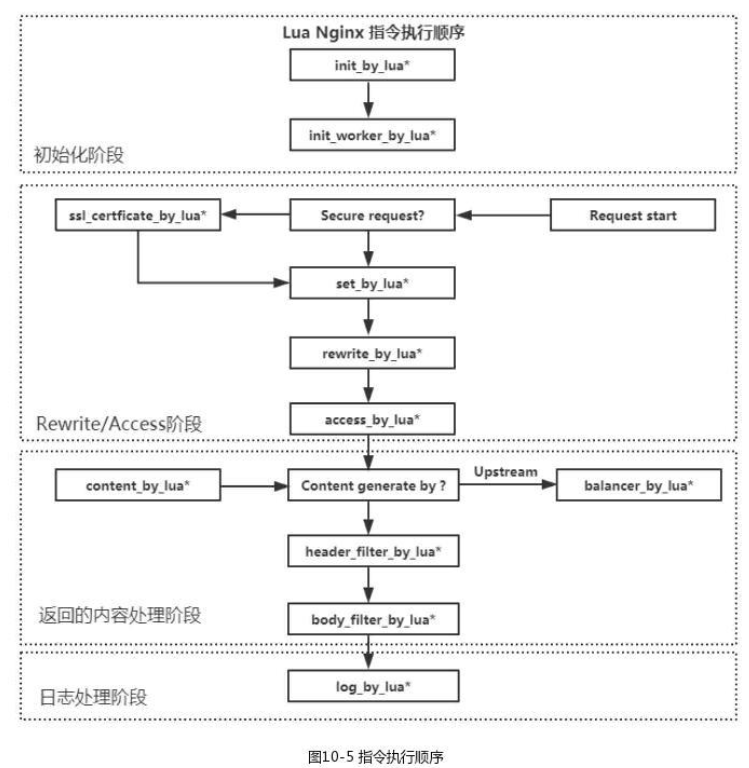 Lua Nginx 指令执行顺序
init_by_lua*
init_worker_by_lua*
初始化阶段
ssl_certficate_by_lua*
Secure request?
Request start
set_by_lua*
rewrite_by_lua*
access_by_lua*
Rewrite/Access阶段
content_by_lua*
Content generate by ?
Upstream
balancer_by_lua*
header_filter_by_lua*
返回的内容处理阶段
body_filter_by_lua*
log_by_lua*
日志处理阶段
图10-5 指令执行顺序